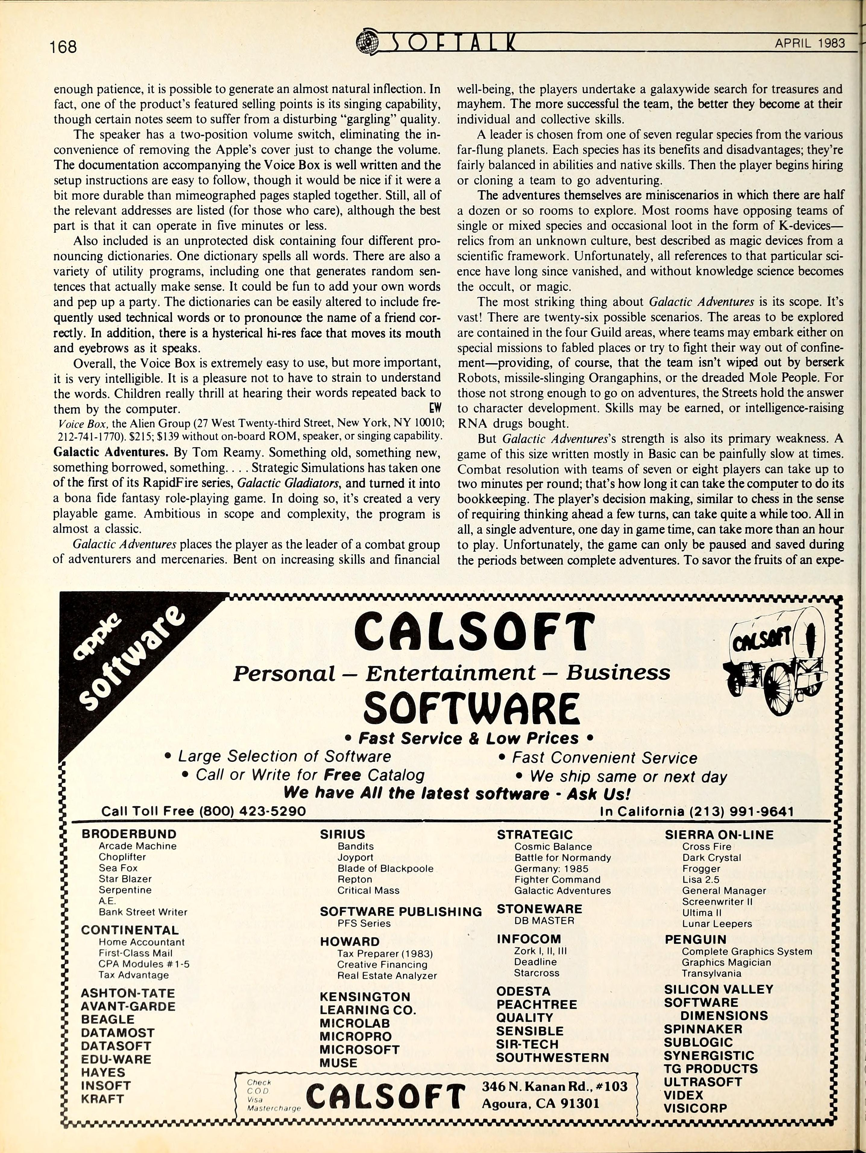 168
SOFTALK
APRIL 1983
enough patience, it is possible to generate an almost natural inflection. In
fact, one of the product's featured selling points is its singing capability,
though certain notes seem to suffer from a disturbing "gargling" quality.
The speaker has a two-position volume switch, eliminating the in-
convenience of removing the Apple's cover just to change the volume.
The documentation accompanying the Voice Box is well written and the
setup instructions are easy to follow, though it would be nice if it were a
bit more durable than mimeographed pages stapled together. Still, all of
the relevant addresses are listed (for those who care), although the best
part is that it can operate in five minutes or less.
Also included is an unprotected disk containing four different pro-
nouncing dictionaries. One dictionary spells all words. There are also a
variety of utility programs, including one that generates random sen-
tences that actually make sense. It could be fun to add your own words
and pep up a party. The dictionaries can be easily altered to include fre-
quently used technical words or to pronounce the name of a friend cor-
rectly. In addition, there is a hysterical hi-res face that moves its mouth
and eyebrows as it speaks.
Overall, the Voice Box is extremely easy to use, but more important,
it is very intelligible. It is a pleasure not to have to strain to understand
the words. Children really thrill at hearing their words repeated back to
them by the computer. EW
Voice Box, the Alien Group (27 West Twenty-third Street, New York, NY 10010;
212-741-1770). $215; $139 without on-board ROM, speaker, or singing capability.
Galactic Adventures. By Tom Reamy. Something old, something new,
something borrowed, something. . . . Strategic Simulations has taken one
of the first of its RapidFire series, Galactic Gladiators, and turned it into
a bona fide fantasy role-playing game. In doing so, it's created a very
playable game. Ambitious in scope and complexity, the program is
almost a classic.
Galactic Adventures places the player as the leader of a combat group
of adventurers and mercenaries. Bent on increasing skills and financial
well-being, the players undertake a galaxywide search for treasures and
mayhem. The more successful the team, the better they become at their
individual and collective skills.
A leader is chosen from one of seven regular species from the various
far-flung planets. Each species has its benefits and disadvantages; they're
fairly balanced in abilities and native skills. Then the player begins hiring
or cloning a team to go adventuring.
The adventures themselves are miniscenarios in which there are half
a dozen or so rooms to explore. Most rooms have opposing teams of
single or mixed species and occasional loot in the form of K-devices—
relics from an unknown culture, best described as magic devices from a
scientific framework. Unfortunately, all references to that particular sci-
ence have long since vanished, and without knowledge science becomes
the occult, or magic.
The most striking thing about Galactic Adventures is its scope. It's
vast! There are twenty-six possible scenarios. The areas to be explored
are contained in the four Guild areas, where teams may embark either on
special missions to fabled places or try to fight their way out of confine-
ment—providing, of course, that the team isn't wiped out by berserk
Robots, missile-slinging Orangaphins, or the dreaded Mole People. For
those not strong enough to go on adventures, the Streets hold the answer
to character development. Skills may be earned, or intelligence-raising
RNA drugs bought.
But Galactic Adventures's strength is also its primary weakness. A
game of this size written mostly in Basic can be painfully slow at times.
Combat resolution with teams of seven or eight players can take up to
two minutes per round; that's how long it can take the computer to do its
bookkeeping. The player's decision making, similar to chess in the sense
of requiring thinking ahead a few turns, can take quite a while too. All in
all, a single adventure, one day in game time, can take more than an hour
to play. Unfortunately, the game can only be paused and saved during
the periods between complete adventures. To savor the fruits of an expe-
apple
software
CALSOFT
CALSOFT
Personal – Entertainment – Business
SOFTWARE
• Fast Service & Low Prices •
• Large Selection of Software
• Fast Convenient Service
• Call or Write for Free Catalog
• We ship same or next day
We have All the latest software - Ask Us!
Call Toll Free (800) 423-5290
In California (213) 991-9641
BRODERBUND
Arcade Machine
Choplifter
Sea Fox
Star Blazer
Serpentine
A.E.
Bank Street Writer
CONTINENTAL
Home Accountant
First-Class Mail
CPA Modules #1-5
Tax Advantage
ASHTON-TATE
AVANT-GARDE
BEAGLE
DATAMOST
DATASOFT
EDU-WARE
HAYES
INSOFT
KRAFT
SIRIUS
Bandits
Joyport
Blade of Blackpoole
Repton
Critical Mass
SOFTWARE PUBLISHING
PFS Series
HOWARD
Tax Preparer (1983)
Creative Financing
Real Estate Analyzer
KENSINGTON
LEARNING CO.
MICROLAB
MICROPRO
MICROSOFT
MUSE
STRATEGIC
Cosmic Balance
Battle for Normandy
Germany: 1985
Fighter Command
Galactic Adventures
STONEWARE
DB MASTER
INFOCOM
Zork I, II, III
Deadline
Starcross
ODESTA
PEACHTREE
QUALITY
SENSIBLE
SIR-TECH
SOUTHWESTERN
SIERRA ON-LINE
Cross Fire
Dark Crystal
Frogger
Lisa 2.5
General Manager
Screenwriter II
Ultima II
Lunar Leepers
PENGUIN
Complete Graphics System
Graphics Magician
Transylvania
SILICON VALLEY
SOFTWARE
DIMENSIONS
SPINNAKER
SUBLOGIC
SYNERGISTIC
TG PRODUCTS
ULTRASOFT
VIDEX
VISICORP
Check
C O D
Visa
Mastercharge
CALSOFT
346 N. Kanan Rd., #103
Agoura, CA 91301